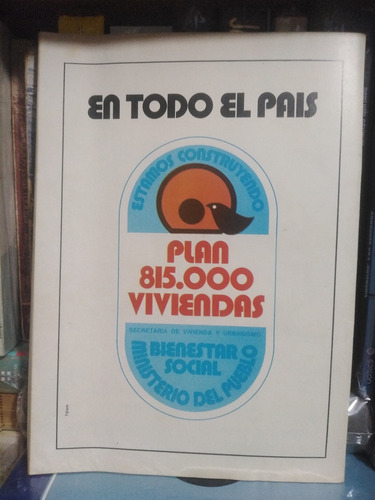 EN TODO EL PAIS
ESTAMOS CONSTRUYENDO
PLAN
815.000
VIVIENDAS
SECRETARIA DE VIVIENDA Y URBANISMO
BIENESTAR
SOCIAL
MINISTERIO DEL PUEBLO